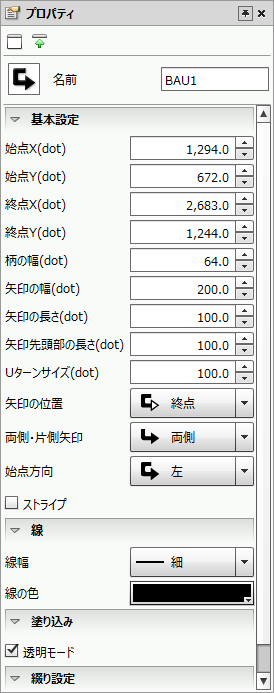 プロパティ
名前 BAU1
基本設定
始点X(dot) 1,294.0
始点Y(dot) 672.0
終点X(dot) 2,683.0
終点Y(dot) 1,244.0
柄の幅(dot) 64.0
矢印の幅(dot) 200.0
矢印の長さ(dot) 100.0
矢印先頭部の長さ(dot) 100.0
Uターンサイズ(dot) 100.0
矢印の位置 終点
両側・片側矢印 両側
始点方向 左
ストライプ
線
線幅 細
線の色
塗り込み
透明モード
綴り設定